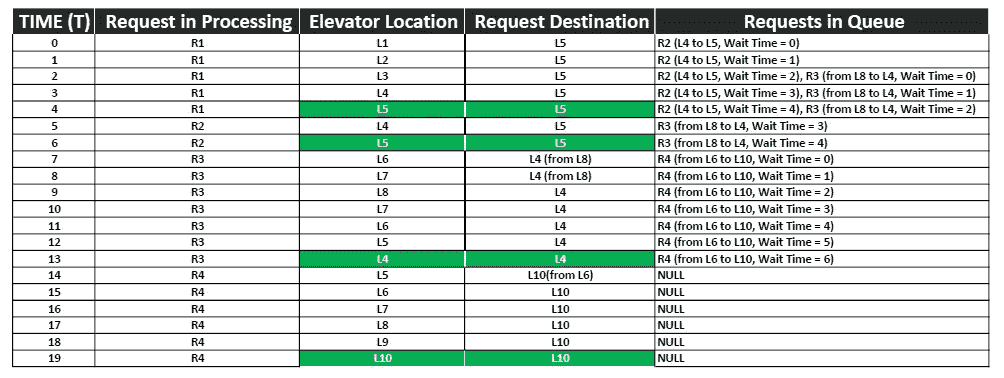 TIME (T) Request in Processing Elevator Location Request Destination Requests in Queue
0 R1 L1 L5 R2 (L4 to L5, Wait Time = 0)
1 R1 L2 L5 R2 (L4 to L5, Wait Time = 1)
2 R1 L3 L5 R2 (L4 to L5, Wait Time = 2), R3 (from L8 to L4, Wait Time = 0)
3 R1 L4 L5 R2 (L4 to L5, Wait Time = 3), R3 (from L8 to L4, Wait Time = 1)
4 R1 L5 L5 R2 (L4 to L5, Wait Time = 4), R3 (from L8 to L4, Wait Time = 2)
5 R2 L4 L5 R3 (from L8 to L4, Wait Time = 3)
6 R2 L5 L5 R3 (from L8 to L4, Wait Time = 4)
7 R3 L6 L4 (from L8) R4 (from L6 to L10, Wait Time = 0)
8 R3 L7 L4 (from L8) R4 (from L6 to L10, Wait Time = 1)
9 R3 L8 L4 R4 (from L6 to L10, Wait Time = 2)
10 R3 L7 L4 R4 (from L6 to L10, Wait Time = 3)
11 R3 L6 L4 R4 (from L6 to L10, Wait Time = 4)
12 R3 L5 L4 R4 (from L6 to L10, Wait Time = 5)
13 R3 L4 L4 R4 (from L6 to L10, Wait Time = 6)
14 R4 L5 L10(from L6) NULL
15 R4 L6 L10 NULL
16 R4 L7 L10 NULL
17 R4 L8 L10 NULL
18 R4 L9 L10 NULL
19 R4 L10 L10 NULL